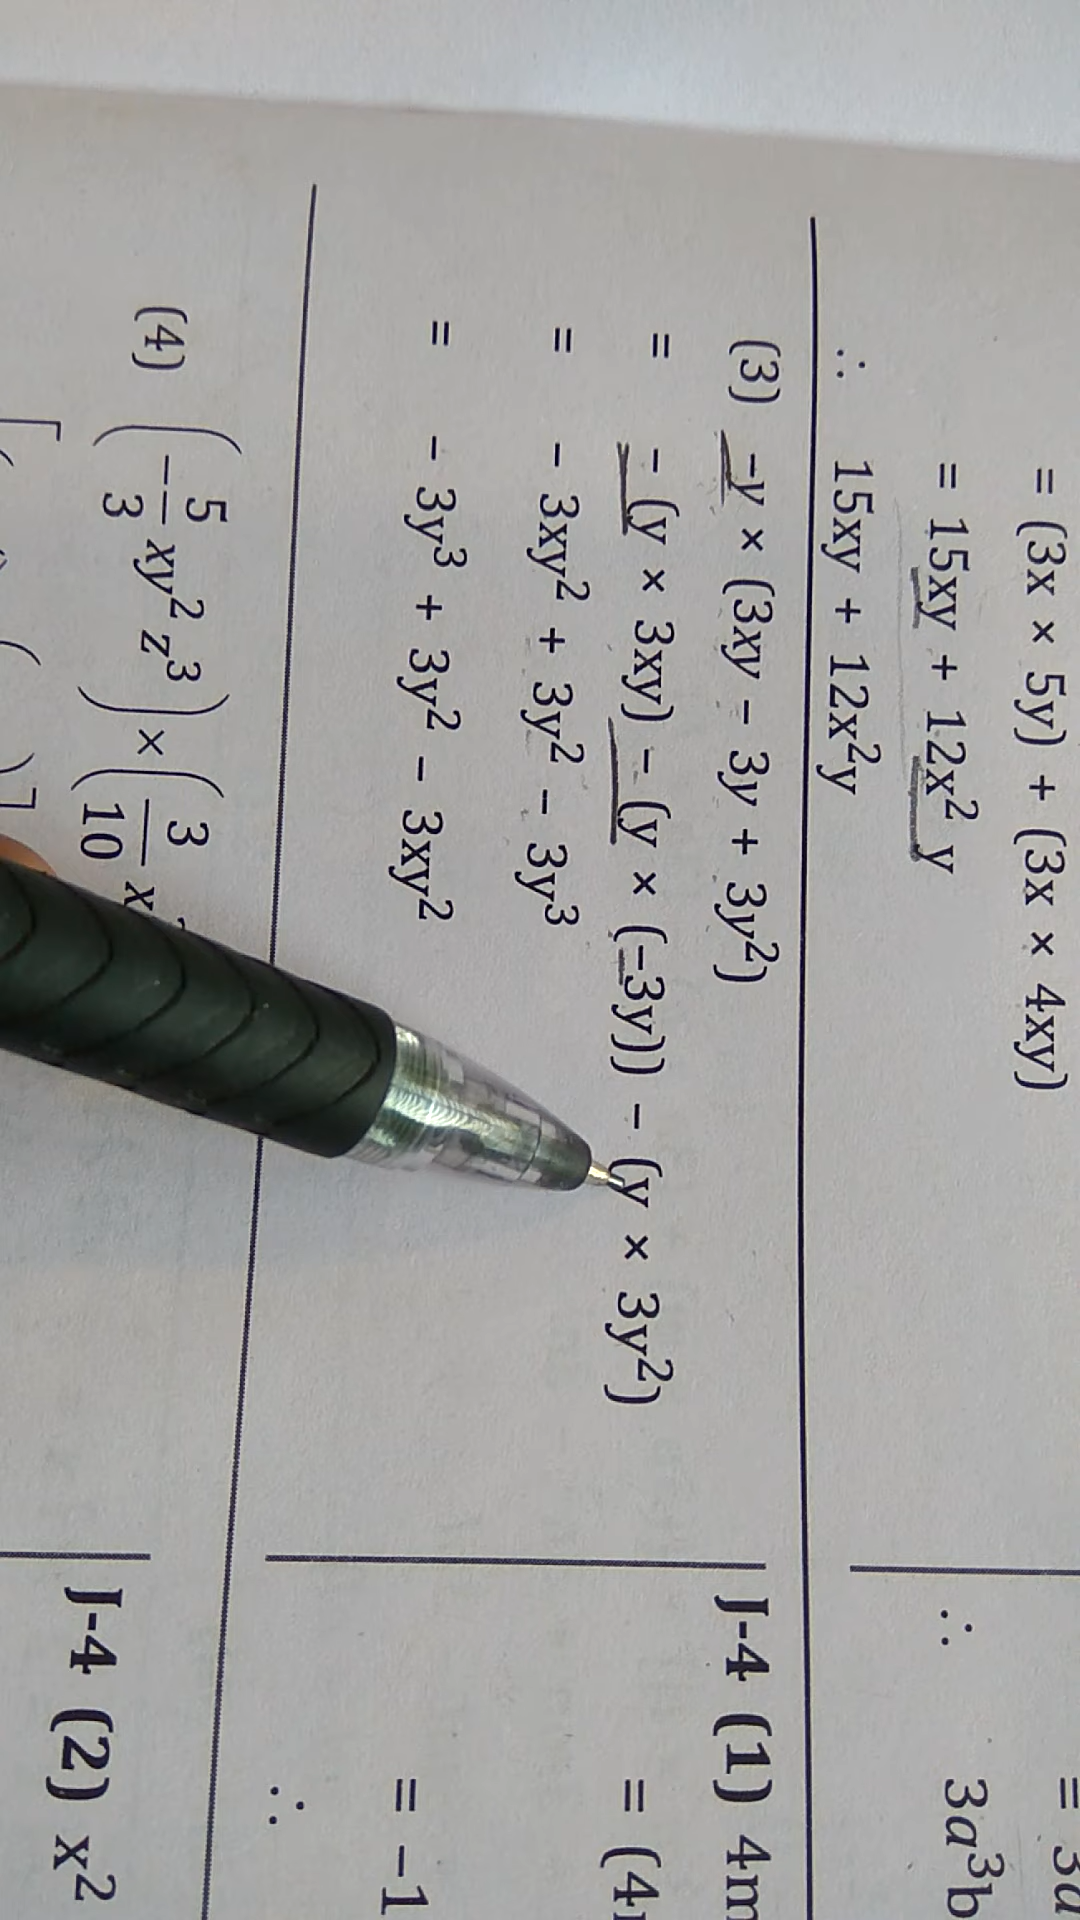 = (3x × 5y) + (3x × 4xy)
= 15xy + 12x² y
∴ 15xy + 12x²y
(3) -y × (3xy - 3y + 3y²)
= - (y × 3xy) - (y × (-3y)) - (y × 3y²)
= - 3xy² + 3y² - 3y³
= - 3y³ + 3y² - 3xy²
(4) (-5/3 xy² z³) × (3/10 x
∴ 3a³b
J-4 (1) 4m
= (4
= -1
∴
J-4 (2) x²